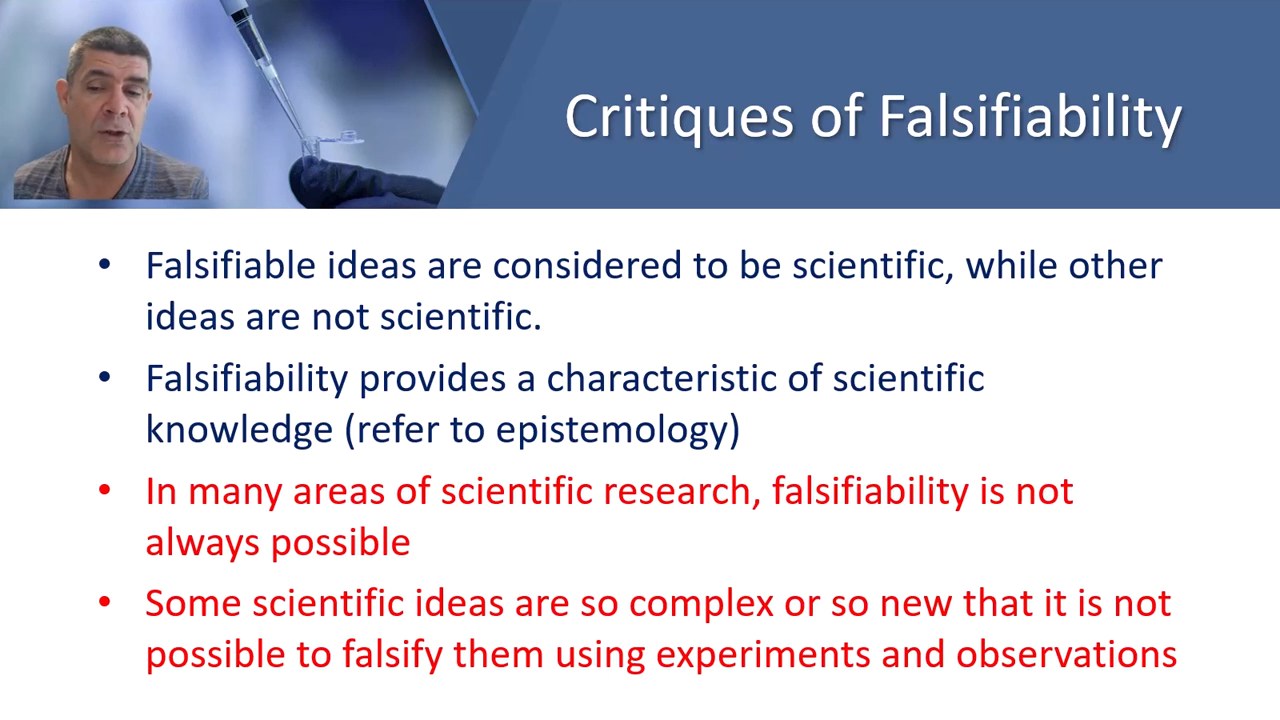 Critiques of Falsifiability
• Falsifiable ideas are considered to be scientific, while other
ideas are not scientific.
• Falsifiability provides a characteristic of scientific
knowledge (refer to epistemology)
• In many areas of scientific research, falsifiability is not
always possible
• Some scientific ideas are so complex or so new that it is not
possible to falsify them using experiments and observations